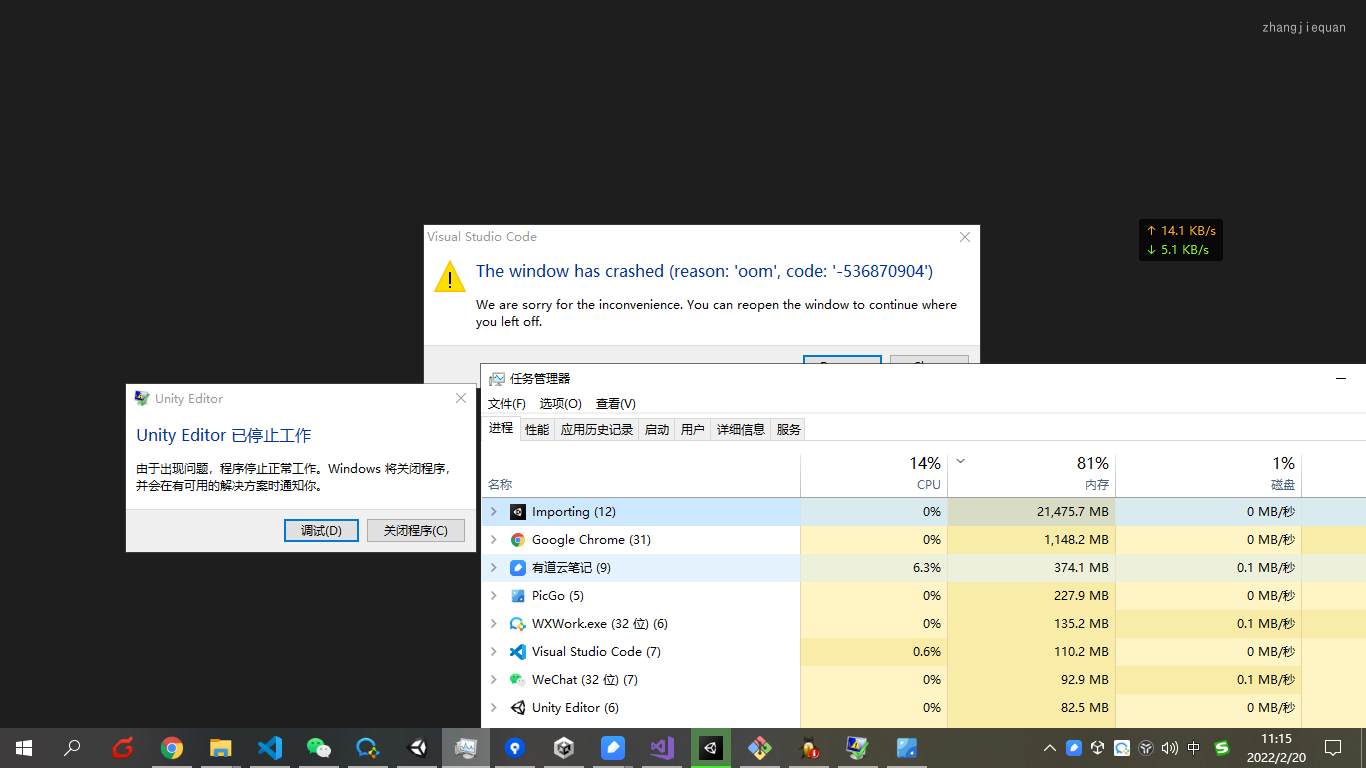 zhangjiequan
↑ 14.1 KB/s
↓ 5.1 KB/s
Visual Studio Code
The window has crashed (reason: 'oom', code: '-536870904')
We are sorry for the inconvenience. You can reopen the window to continue where
you left off.
Unity Editor
Unity Editor 已停止工作
由于出现问题，程序停止正常工作。Windows 将关闭程序，
并会在有可用的解决方案时通知你。
调试(D) 关闭程序(C)
任务管理器
文件(F) 选项(O) 查看(V)
进程 性能 应用历史记录 启动 用户 详细信息 服务
14% 81% 1%
名称 CPU 内存 磁盘
Importing (12) 0% 21,475.7 MB 0 MB/秒
Google Chrome (31) 0% 1,148.2 MB 0 MB/秒
有道云笔记 (9) 6.3% 374.1 MB 0.1 MB/秒
PicGo (5) 0% 227.9 MB 0 MB/秒
WXWork.exe (32 位) (6) 0% 135.2 MB 0.1 MB/秒
Visual Studio Code (7) 0.6% 110.2 MB 0 MB/秒
WeChat (32 位) (7) 0% 92.9 MB 0.1 MB/秒
Unity Editor (6) 0% 82.5 MB 0 MB/秒
中
11:15
2022/2/20